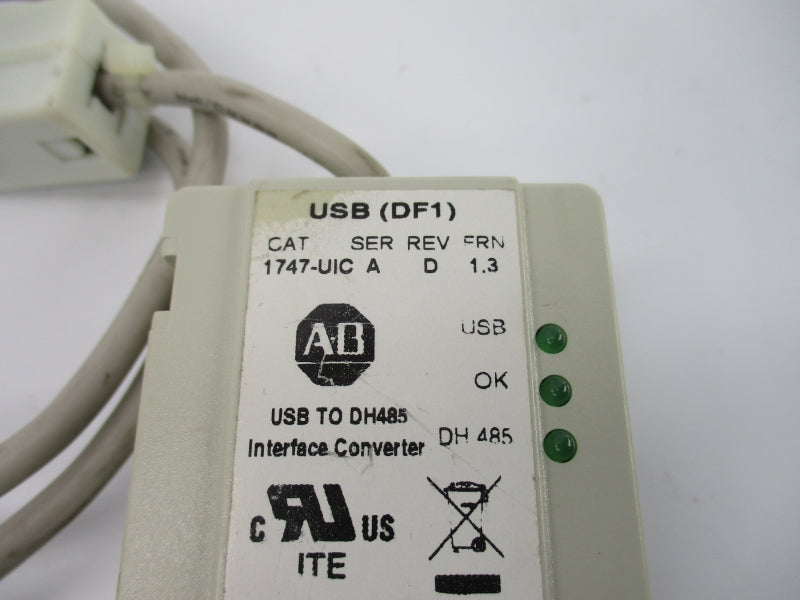 USB (DF1)
CAT SER REV FRN
1747-UIC A D 1.3
AB
USB
OK
USB TO DH485
Interface Converter
DH 485
C RU US
ITE